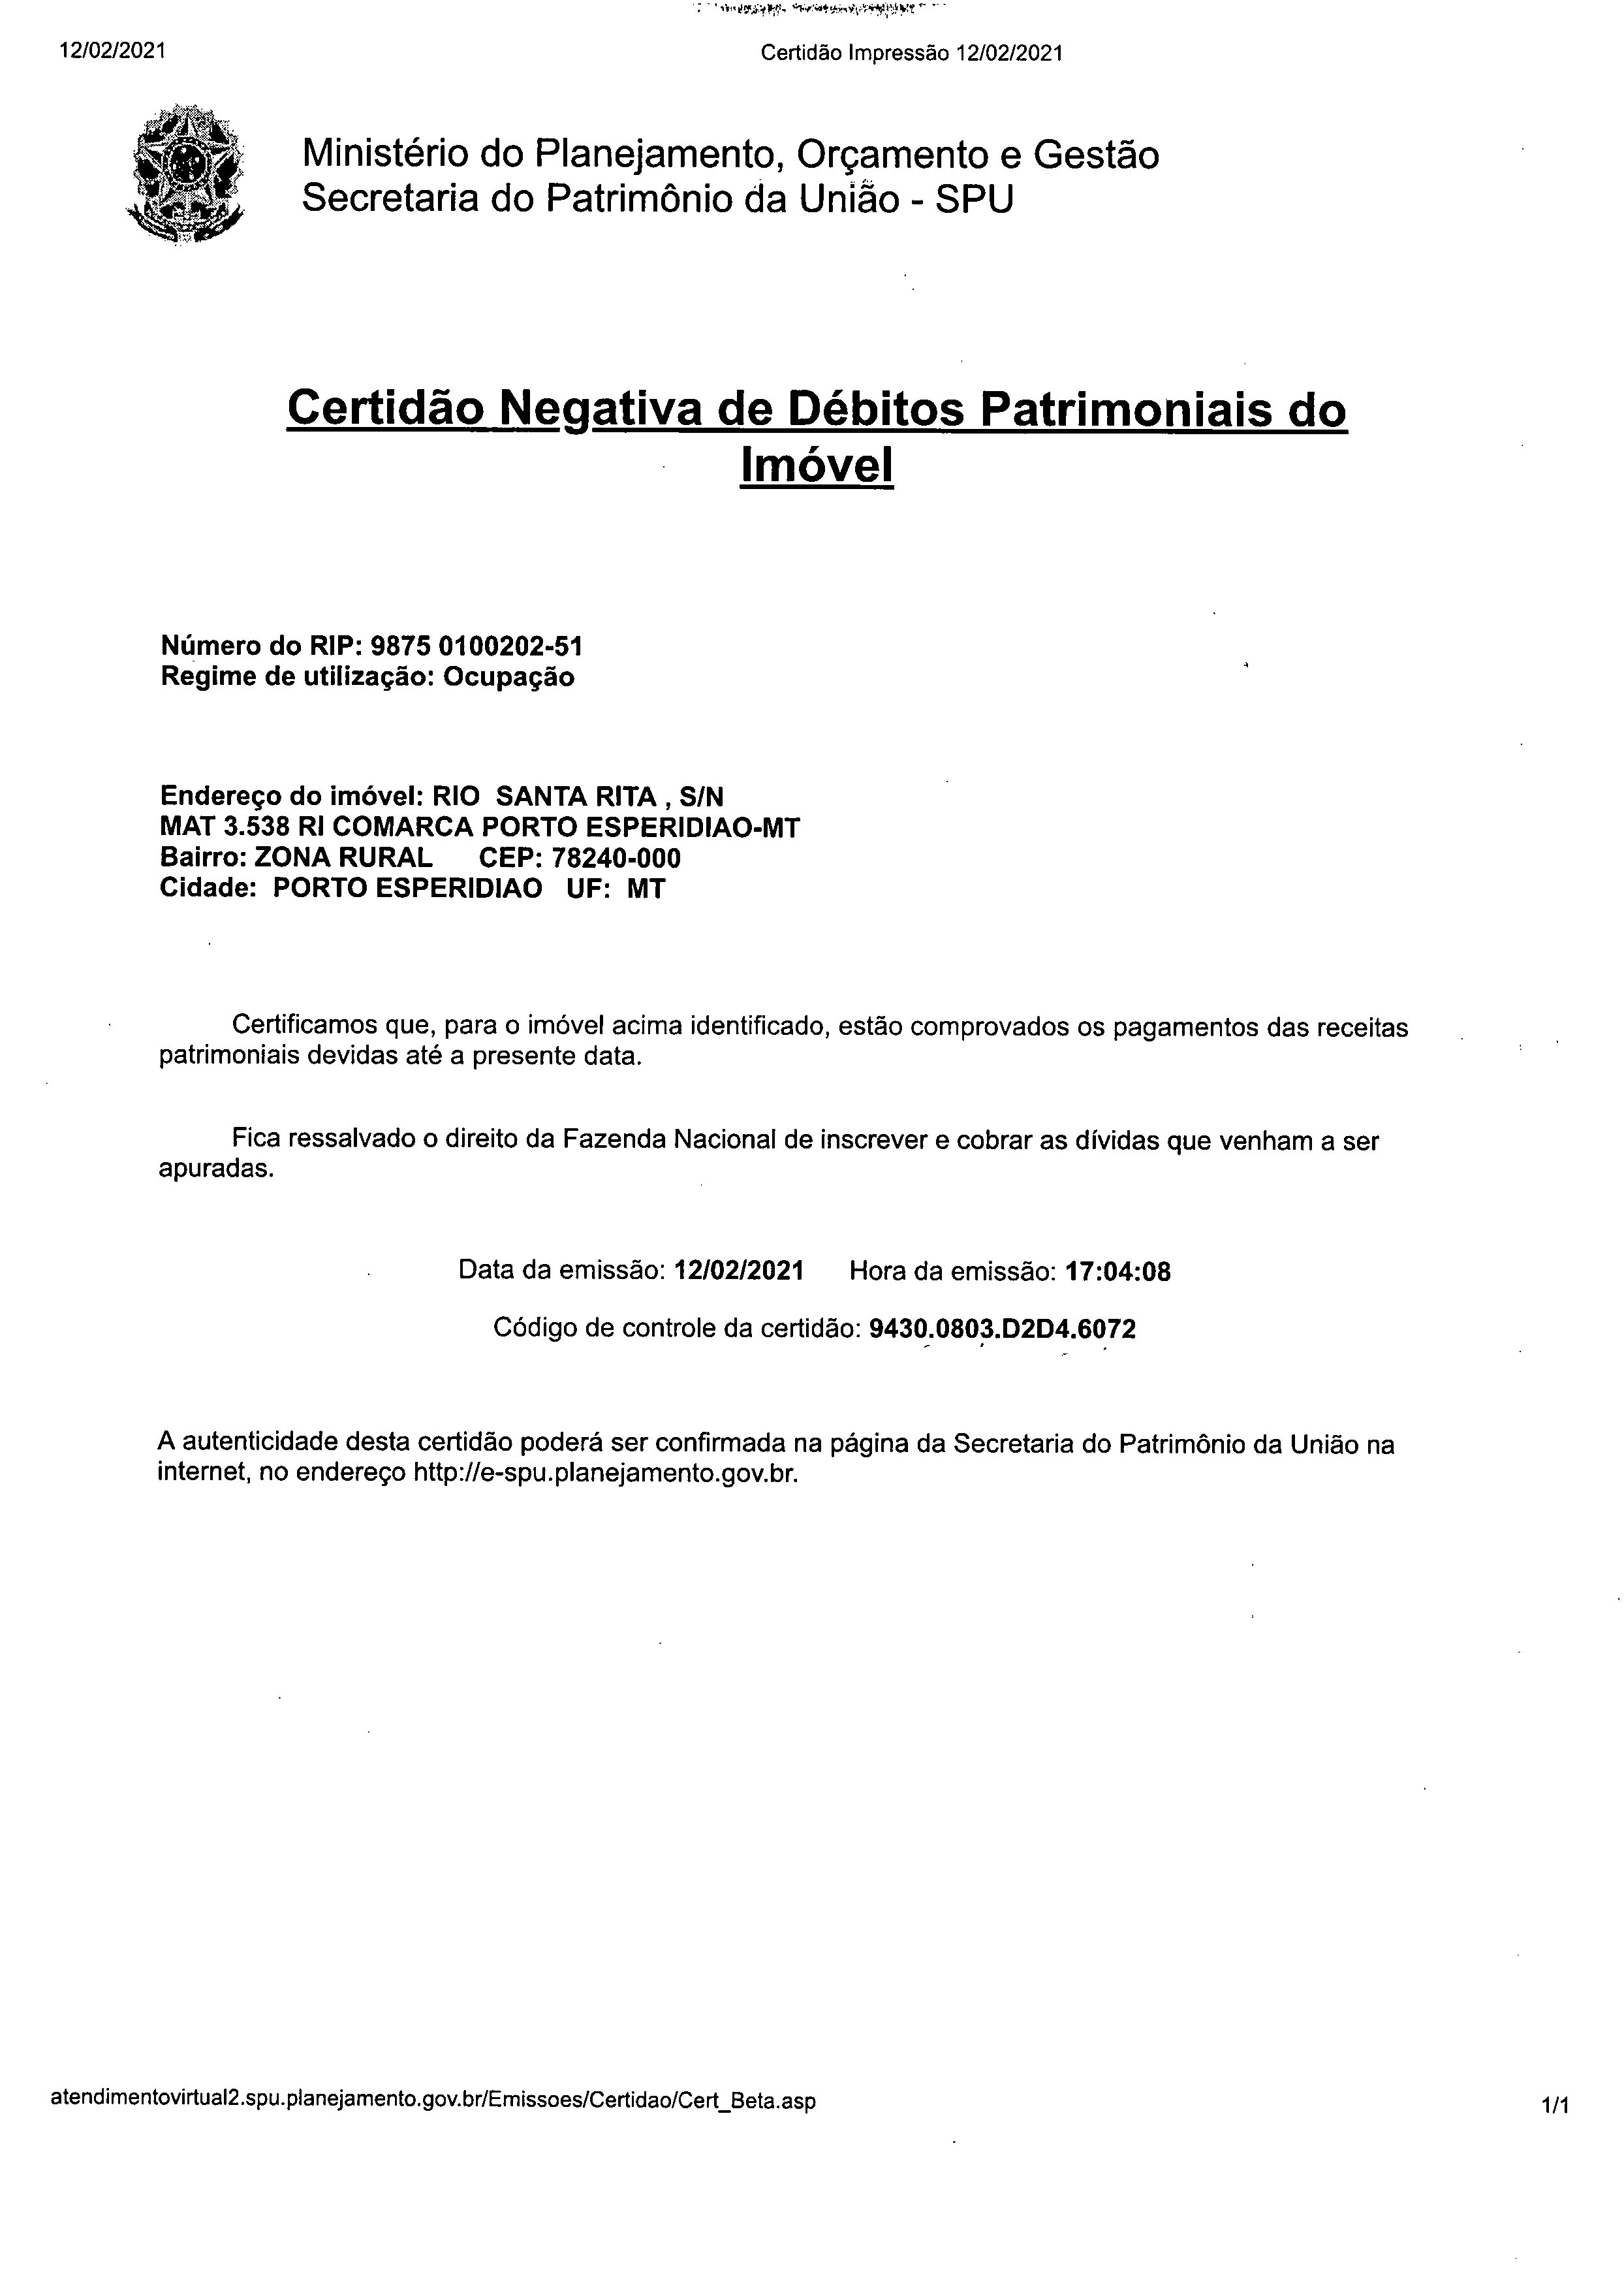 12/02/2021
Certidão Impressão 12/02/2021
Ministério do Planejamento, Orçamento e Gestão
Secretaria do Patrimônio da União - SPU
Certidão Negativa de Débitos Patrimoniais do
Imóvel
Número do RIP: 9875 0100202-51
Regime de utilização: Ocupação
Endereço do imóvel: RIO SANTA RITA , S/N
MAT 3.538 RI COMARCA PORTO ESPERIDIAO-MT
Bairro: ZONA RURAL CEP: 78240-000
Cidade: PORTO ESPERIDIAO UF: MT
Certificamos que, para o imóvel acima identificado, estão comprovados os pagamentos das receitas
patrimoniais devidas até a presente data.
Fica ressalvado o direito da Fazenda Nacional de inscrever e cobrar as dívidas que venham a ser
apuradas.
Data da emissão: 12/02/2021 Hora da emissão: 17:04:08
Código de controle da certidão: 9430.0803.D2D4.6072
A autenticidade desta certidão poderá ser confirmada na página da Secretaria do Patrimônio da União na
internet, no endereço http://e-spu.planejamento.gov.br.
atendimentovirtual2.spu.planejamento.gov.br/Emissoes/Certidao/Cert_Beta.asp
1/1